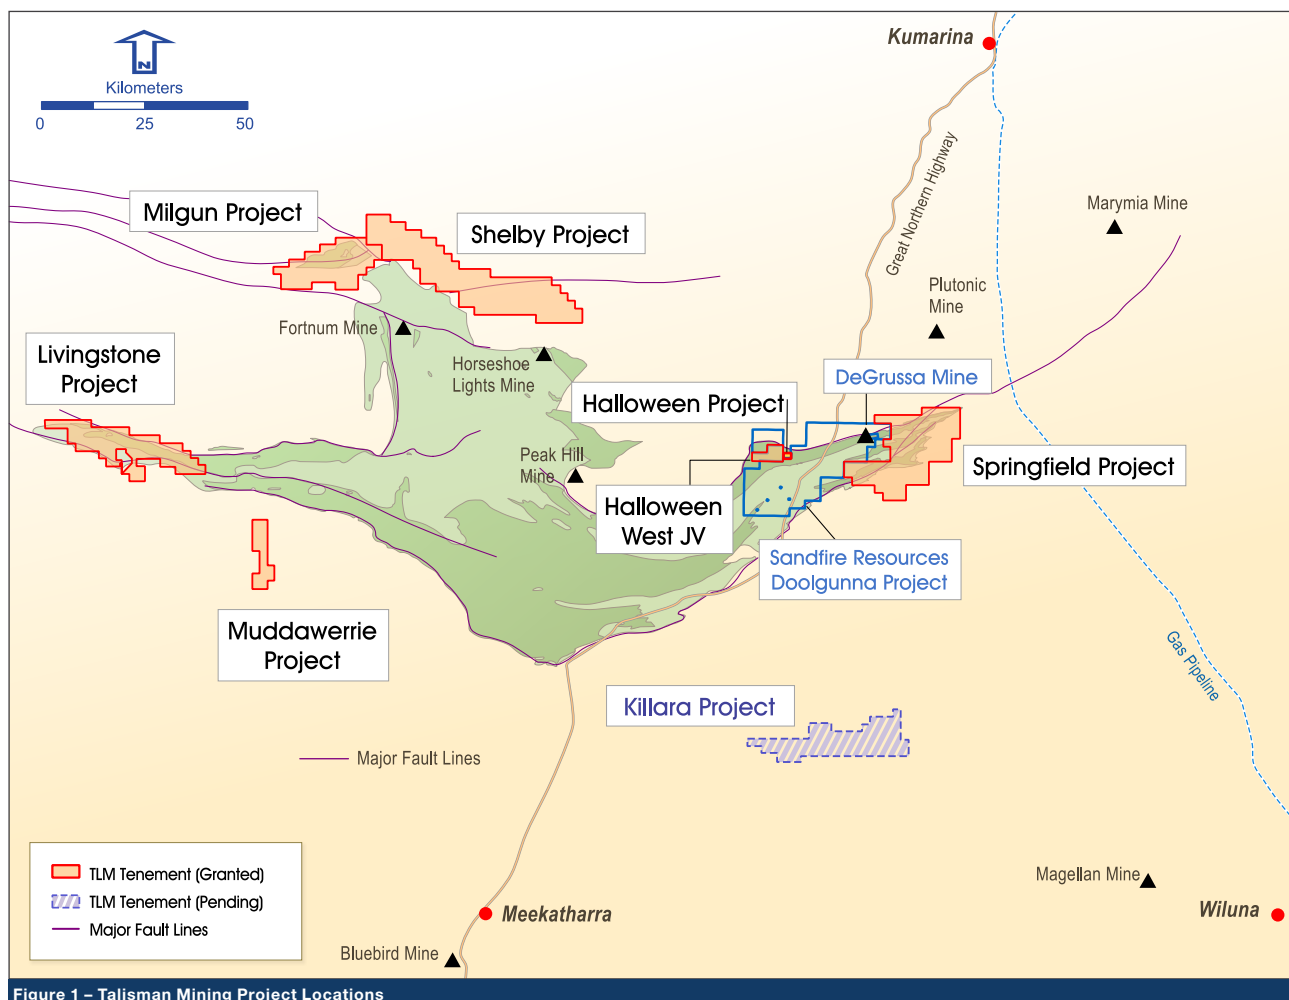 Kumarina
N
Kilometers
0 25 50
Great Northern Highway
Milgun Project
Shelby Project
Marymia Mine
Plutonic
Mine
Fortnum Mine
Livingstone
Project
Horseshoe
Lights Mine
DeGrussa Mine
Halloween Project
Peak Hill
Mine
Springfield Project
Halloween
West JV
Sandfire Resources
Doolgunna Project
Muddawerrie
Project
Gas Pipeline
Killara Project
Major Fault Lines
TLM Tenement (Granted)
TLM Tenement (Pending)
Major Fault Lines
Magellan Mine
Meekatharra
Wiluna
Bluebird Mine
Figure 1 – Talisman Mining Project Locations